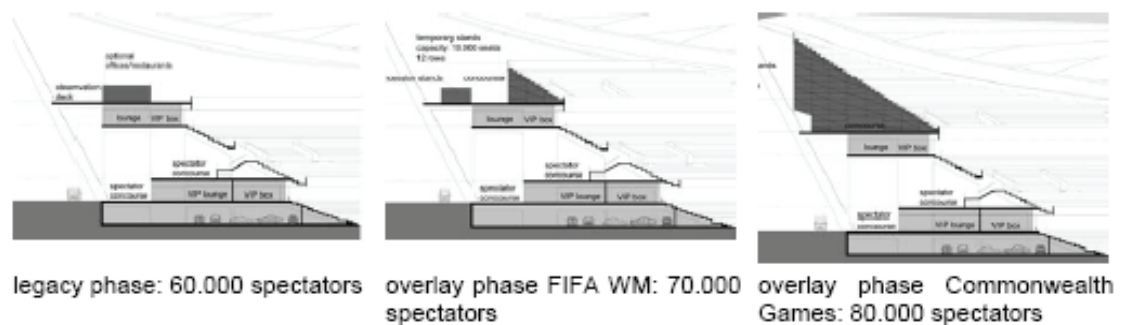 optional
offices/restaurants
observation
deck
lounge VIP box
spectator
concourse
spectator
concourse
VIP lounge VIP box
legacy phase: 60.000 spectators
temporary stands
capacity: 10.000 seats
12 rows
concourse
lounge VIP box
spectator
concourse
spectator
concourse
VIP lounge VIP box
overlay phase FIFA WM: 70.000
spectators
concourse
lounge VIP box
spectator
concourse
spectator
concourse
VIP lounge VIP box
overlay phase Commonwealth
Games: 80.000 spectators